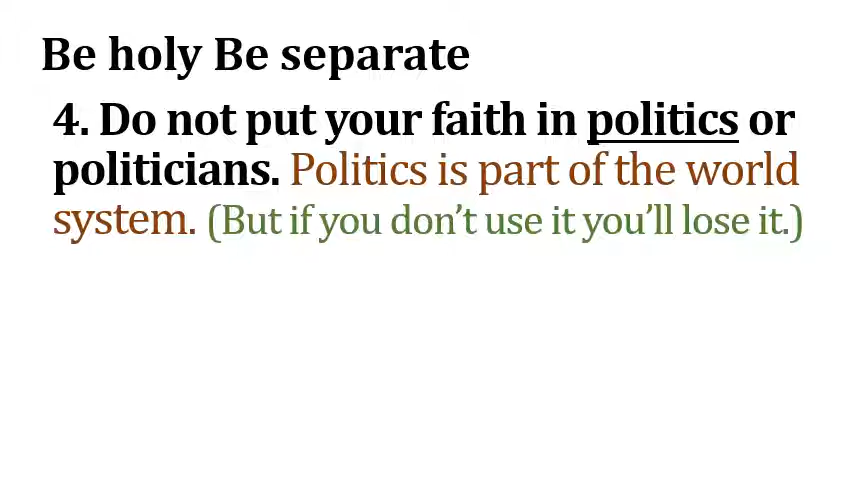 Be holy Be separate
4. Do not put your faith in politics or
politicians. Politics is part of the world
system. (But if you don’t use it you’ll lose it.)